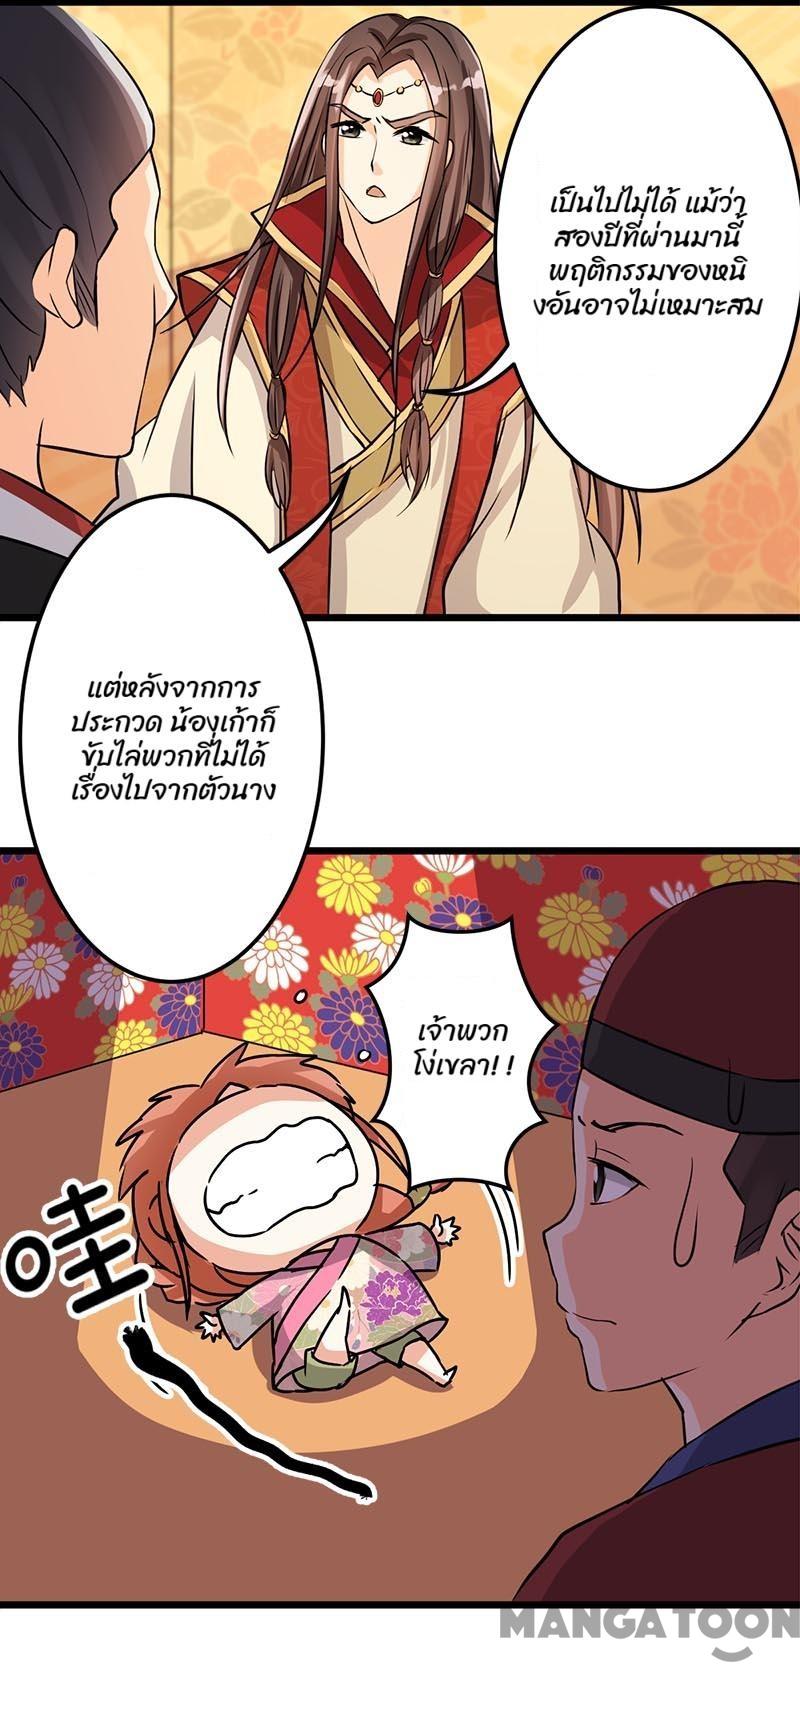 เป็นไปไม่ได้ แม้ว่า
สองปีที่ผ่านมานี้
พฤติกรรมของหนิ
งอันอาจไม่เหมาะสม
แต่หลังจากการ
ประกวด น้องเก้าก็
ขับไล่พวกที่ไม่ได้
เรื่องไปจากตัวนาง
เจ้าพวก
โง่เขลา!!
哇
MANGATOON